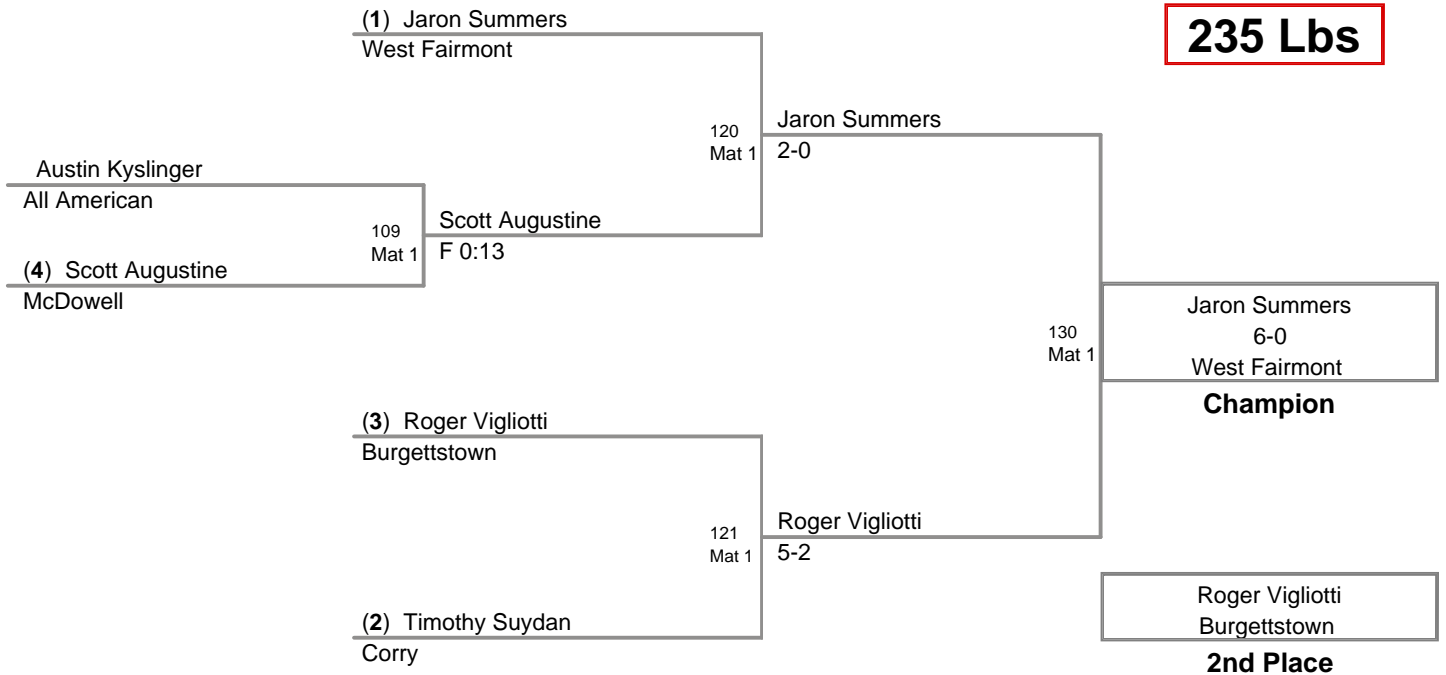 235 Lbs
(1) Jaron Summers
West Fairmont
120
Mat 1
Jaron Summers
2-0
Austin Kyslinger
All American
109
Mat 1
Scott Augustine
F 0:13
(4) Scott Augustine
McDowell
130
Mat 1
Jaron Summers
6-0
West Fairmont
Champion
(3) Roger Vigliotti
Burgettstown
121
Mat 1
Roger Vigliotti
5-2
(2) Timothy Suydan
Corry
Roger Vigliotti
Burgettstown
2nd Place